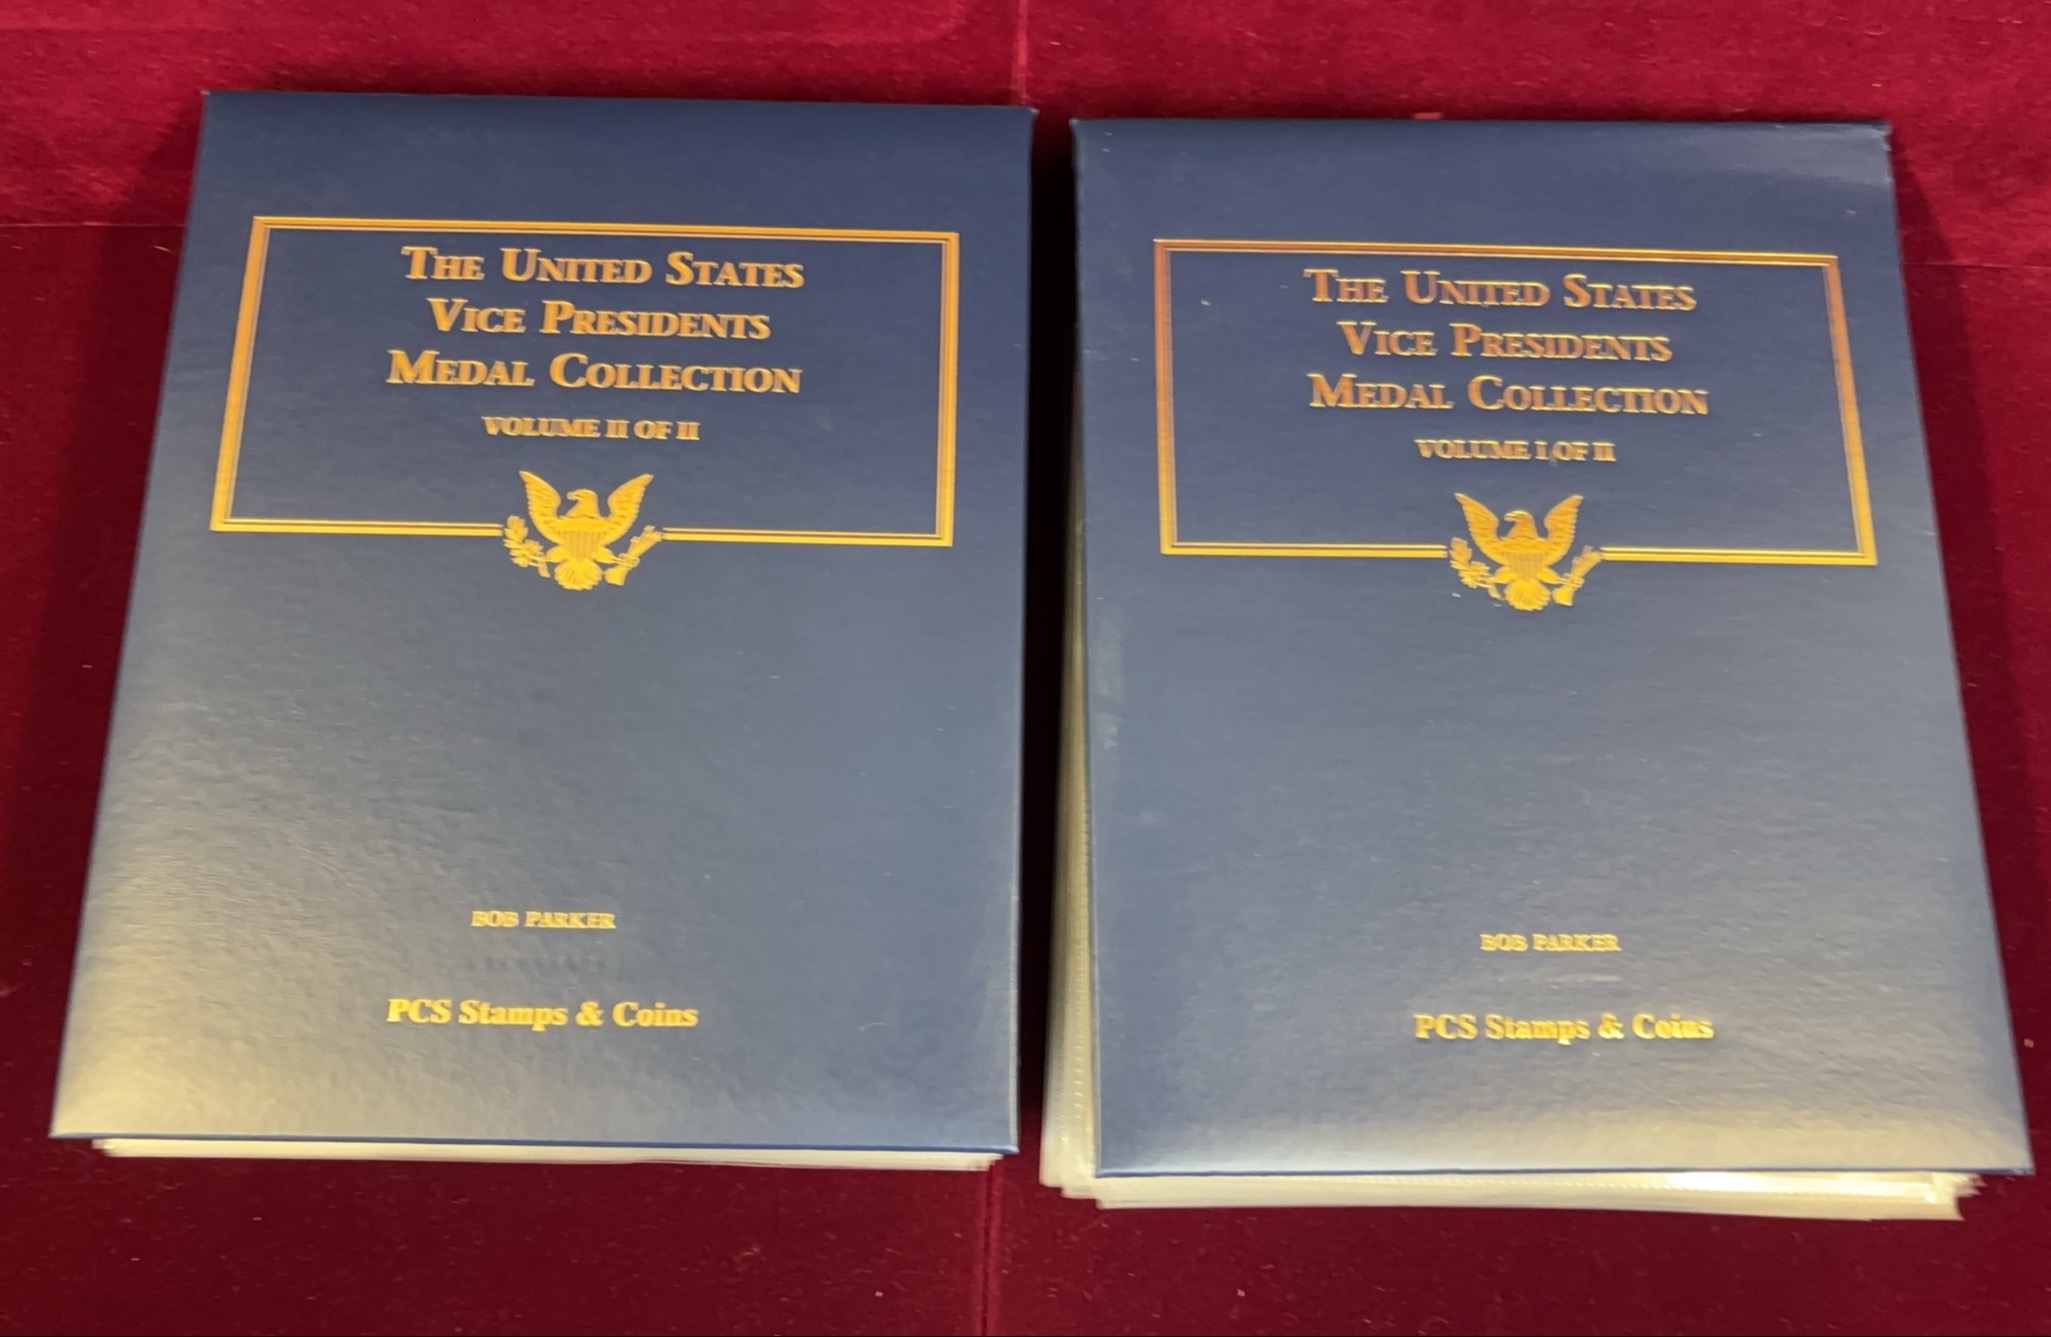 THE UNITED STATES
VICE PRESIDENTS
MEDAL COLLECTION
VOLUME II OF II
BOB PARKER
PCS Stamps & Coins
THE UNITED STATES
VICE PRESIDENTS
MEDAL COLLECTION
VOLUME I OF II
BOB PARKER
PCS Stamps & Coins